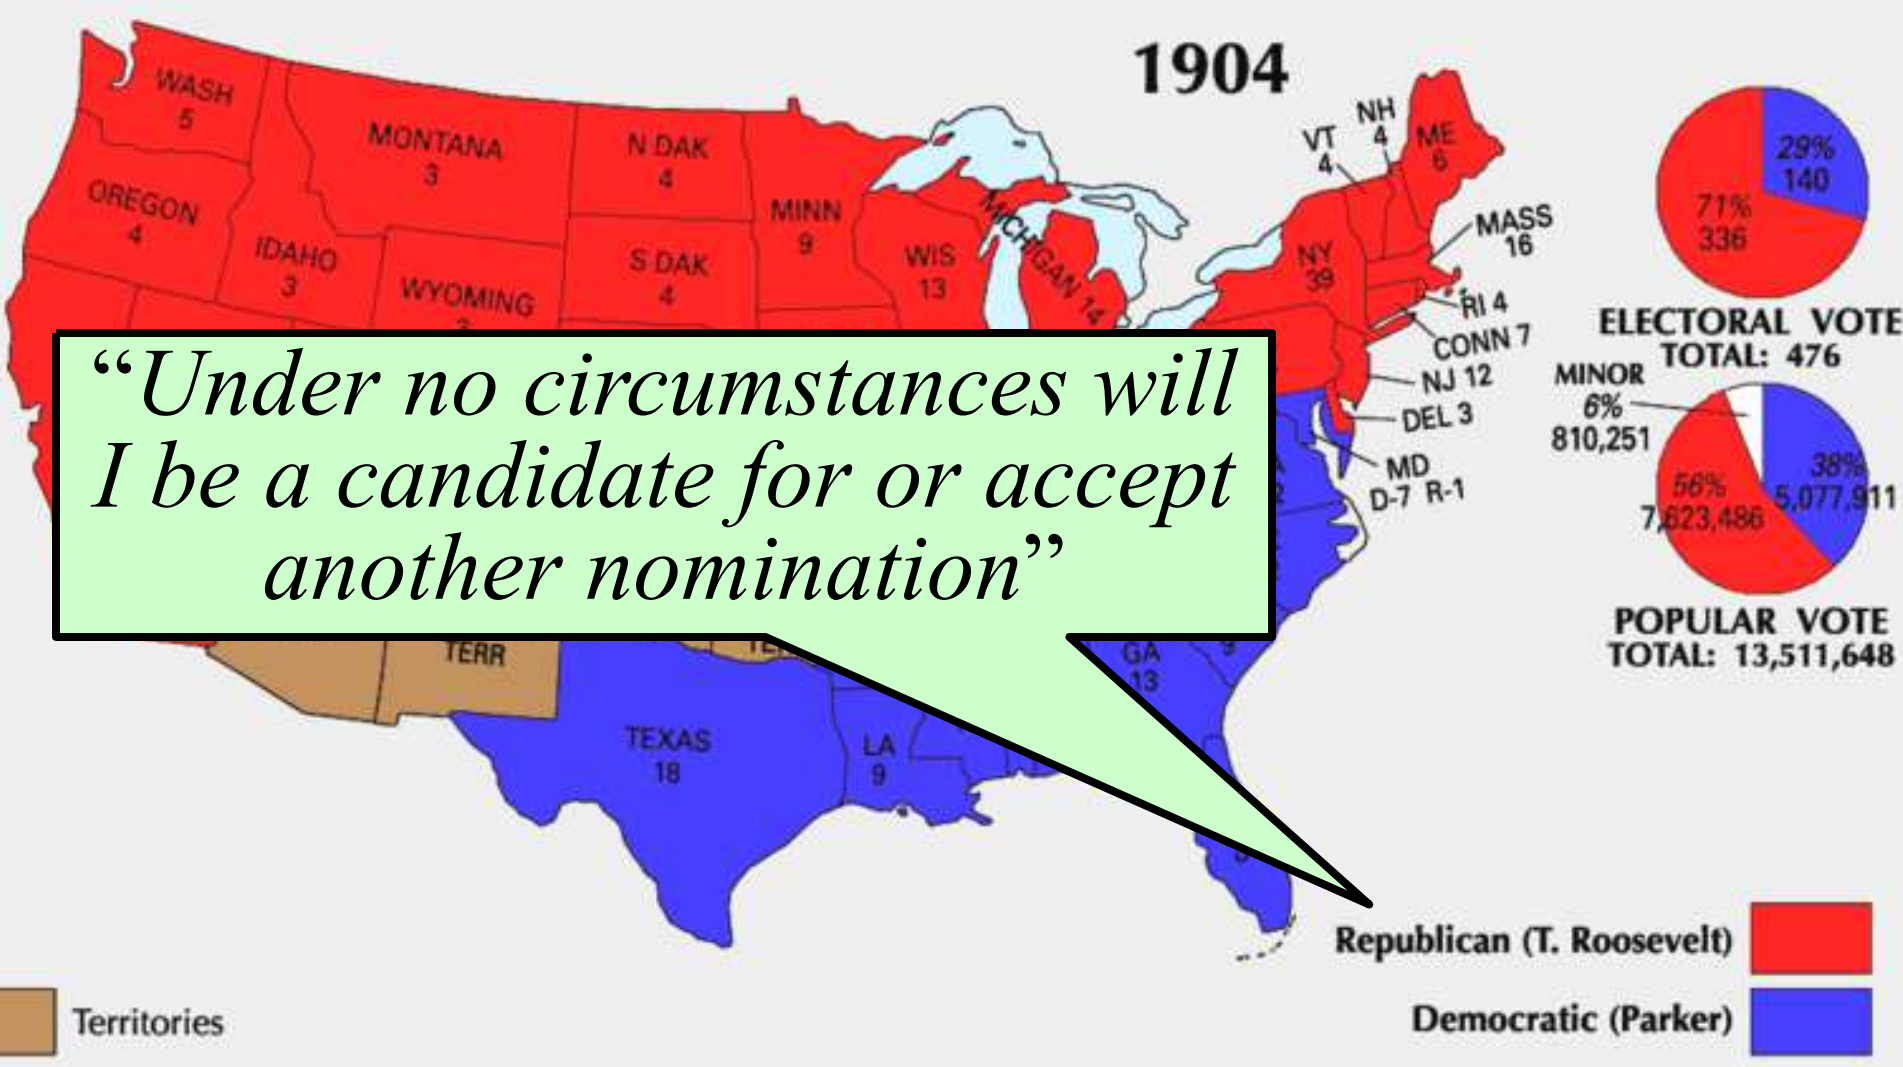 1904
WASH
5
MONTANA
3
N DAK
4
MINN
9
OREGON
4
IDAHO
3
WYOMING
S DAK
4
WIS
13
MICHIGAN 14
NY
39
VT
4
NH
4
ME
6
MASS
16
RI 4
CONN 7
NJ 12
DEL 3
MD
D-7 R-1
29%
140
71%
336
ELECTORAL VOTE
TOTAL: 476
MINOR
6%
810,251
38%
5,077,911
56%
7,623,486
POPULAR VOTE
TOTAL: 13,511,648
“Under no circumstances will
I be a candidate for or accept
another nomination”
TERR
GA
13
9
TEXAS
18
LA
9
Republican (T. Roosevelt)
Democratic (Parker)
Territories